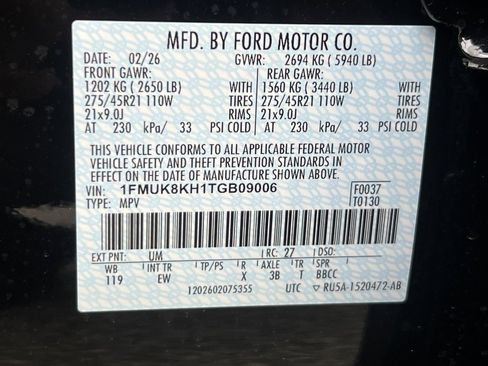 MFD. BY FORD MOTOR CO.
DATE: 02/26 GVWR: 2694 KG ( 5940 LB)
FRONT GAWR: REAR GAWR:
1202 KG ( 2650 LB) 1560 KG ( 3440 LB)
275/45R21 110W TIRES 275/45R21 110W TIRES
21x9.0J RIMS 21x9.0J RIMS
AT 230 kPa/ 33 PSI COLD AT 230 kPa/ 33 PSI COLD
THIS VEHICLE CONFORMS TO ALL APPLICABLE FEDERAL MOTOR
VEHICLE SAFETY AND THEFT PREVENTION STANDARDS IN
EFFECT ON THE DATE OF MANUFACTURE SHOWN ABOVE.
VIN: 1FMUK8KH1TGB09006 F0037
TYPE: MPV T0130
EXT PNT: UM RC: 27 DSO:
WB INT TR TP/PS R AXLE TR SPR
119 EW X 3B T BBCC
1202602075355 UTC ▽ RU5A-1520472-AB